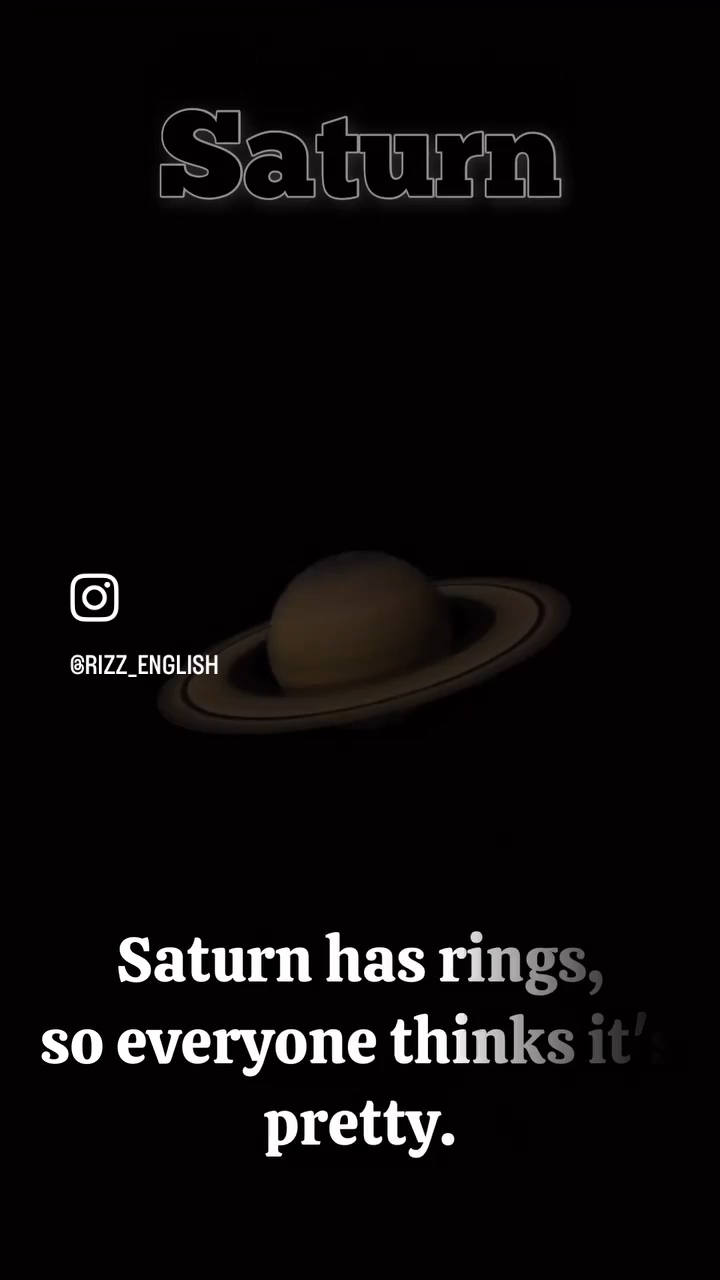 Saturn
@RIZZ_ENGLISH
Saturn has rings,
so everyone thinks it's
pretty.